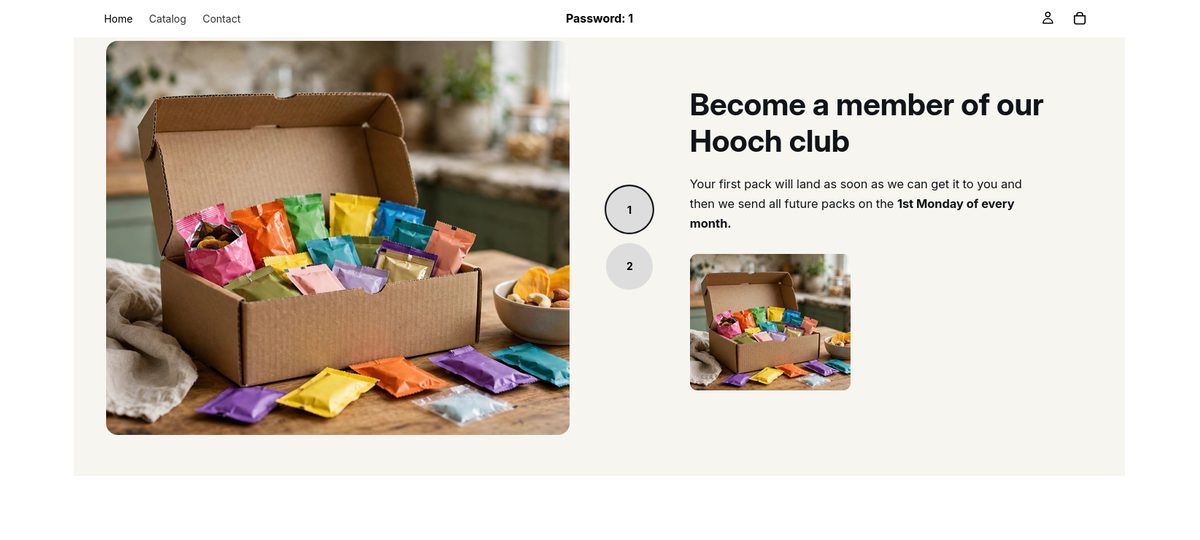 Home
Catalog
Contact
Password: 1
Become a member of our
Hooch club
Your first pack will land as soon as we can get it to you and
then we send all future packs on the 1st Monday of every
month.
1
2